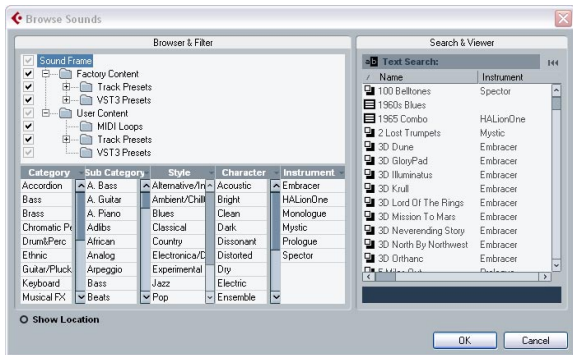 Browse Sounds
Browser & Filter
Sound Frame
Factory Content
Track Presets
VST3 Presets
User Content
MIDI Loops
Track Presets
VST3 Presets
Category Sub Category Style Character Instrument
Accordion A. Bass Alternative/In Acoustic Embracer
Bass A. Guitar Ambient/Chill Bright HALionOne
Brass A. Piano Blues Clean Monologue
Chromatic Pe Adlibs Classical Dark Mystic
Drum&Perc African Country Dissonant Prologue
Ethnic Analog Electronica/D Distorted Spector
Guitar/Pluck Arpeggio Experimental Dry
Keyboard Bass Jazz Electric
Musical FX Beats Pop Ensemble
Show Location
Search & Viewer
ab Text Search:
/ Name Instrument
100 Belltones Spector
1960s Blues
1965 Combo HALionOne
2 Lost Trumpets Mystic
3D Dune Embracer
3D GloryPad Embracer
3D Illuminatus Embracer
3D Krull Embracer
3D Lord Of The Rings Embracer
3D Mission To Mars Embracer
3D Neverending Story Embracer
3D North By Northwest Embracer
3D Orthanc Embracer
OK Cancel